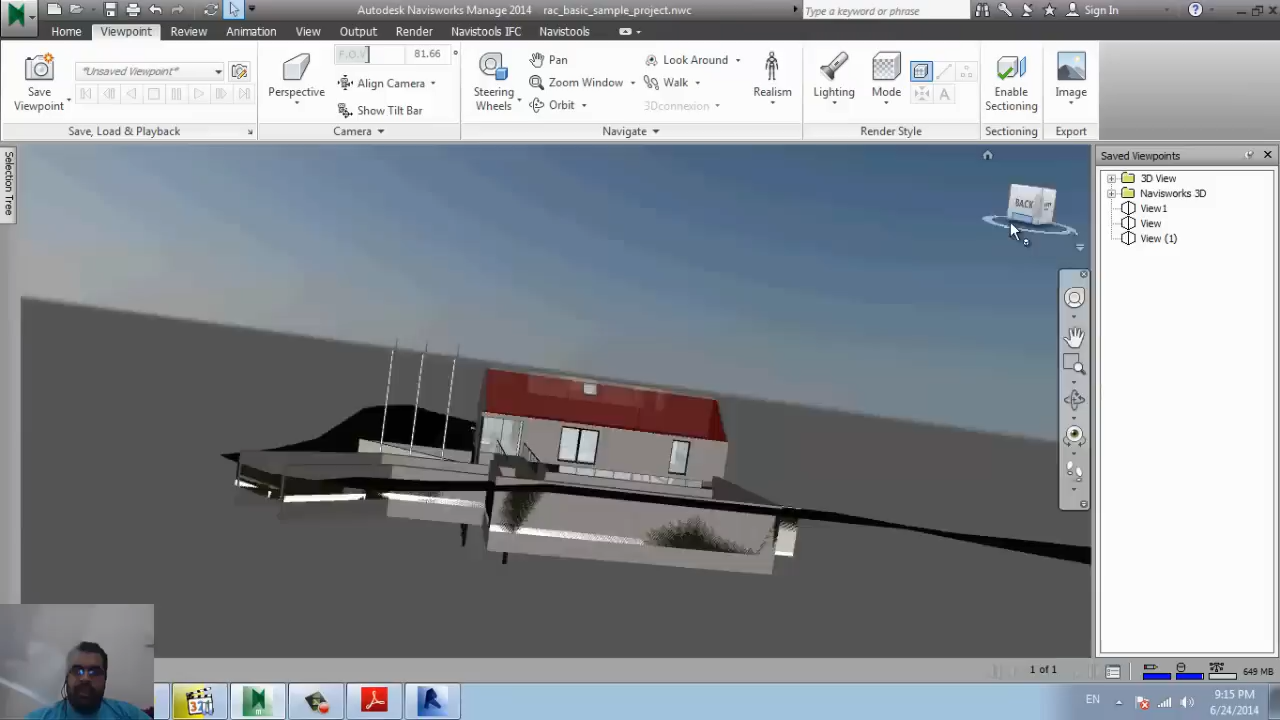 Autodesk Navisworks Manage 2014 rac_basic_sample_project.nwc
Type a keyword or phrase
Sign In
Home Viewpoint Review Animation View Output Render Navistools IFC Navistools
Save Viewpoint
*Unsaved Viewpoint*
Save, Load & Playback
Perspective
F.O.V 81.66 °
Align Camera
Show Tilt Bar
Camera
Steering Wheels
Pan
Zoom Window
Orbit
Look Around
Walk
3Dconnexion
Realism
Navigate
Lighting
Mode
A
Render Style
Enable Sectioning
Sectioning
Image
Export
Selection Tree
BACK
Saved Viewpoints
3D View
Navisworks 3D
View1
View
View (1)
1 of 1
649 MB
321
EN
9:15 PM
6/24/2014